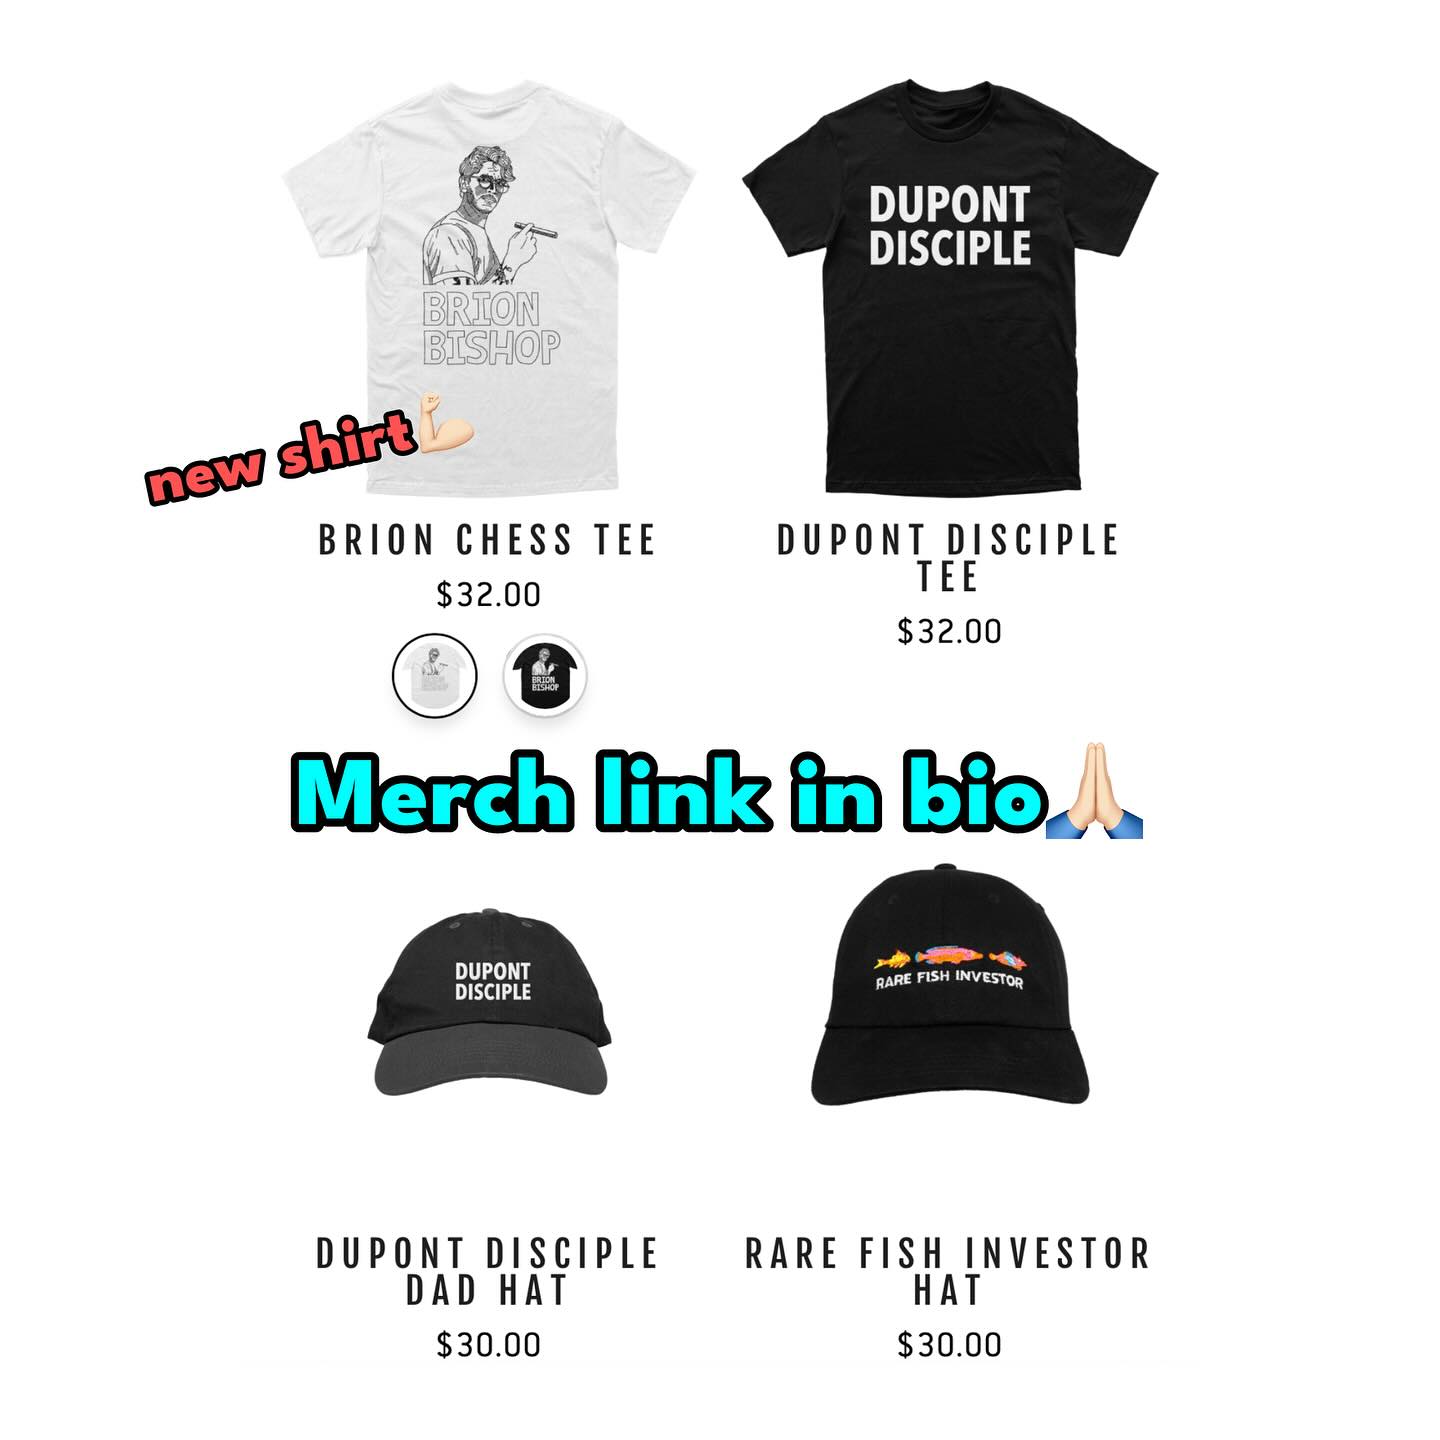 BRION
BISHOP
DUPONT
DISCIPLE
new shirt
BRION CHESS TEE
$32.00
BRION
BISHOP
BRION
BISHOP
DUPONT DISCIPLE
TEE
$32.00
Merch link in bio
DUPONT
DISCIPLE
RARE FISH INVESTOR
DUPONT DISCIPLE
DAD HAT
$30.00
RARE FISH INVESTOR
HAT
$30.00